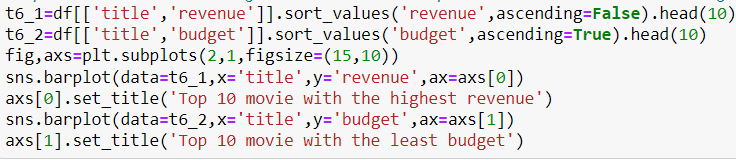 t6_1=df[['title','revenue']].sort_values('revenue',ascending=False).head(10)
t6_2=df[['title','budget']].sort_values('budget',ascending=True).head(10)
fig,axs=plt.subplots(2,1,figsize=(15,10))
sns.barplot(data=t6_1,x='title',y='revenue',ax=axs[0])
axs[0].set_title('Top 10 movie with the highest revenue')
sns.barplot(data=t6_2,x='title',y='budget',ax=axs[1])
axs[1].set_title('Top 10 movie with the least budget')